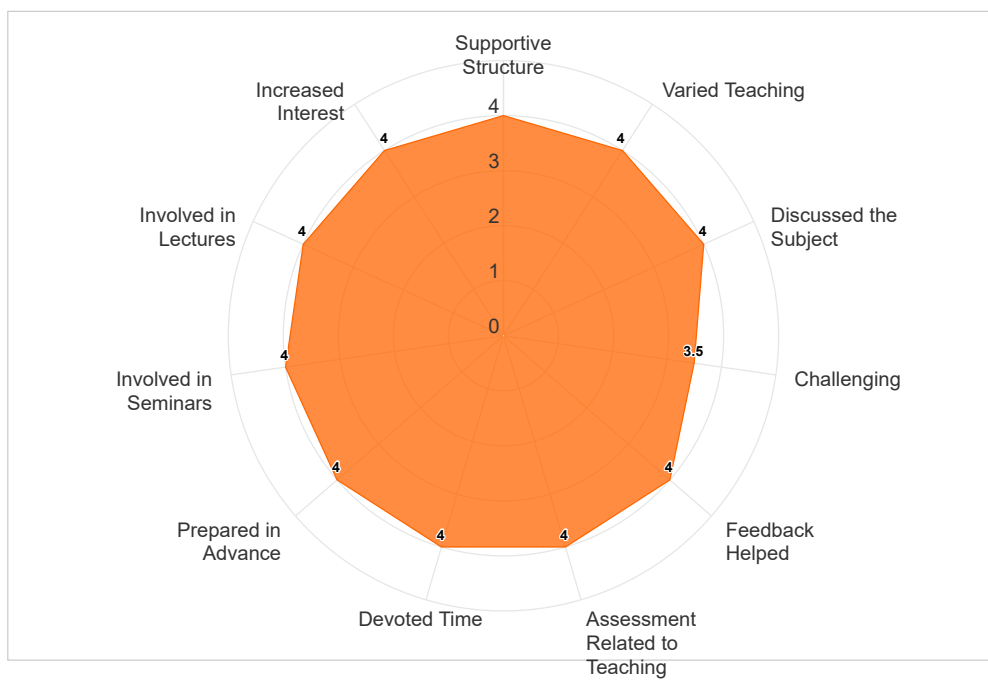 Supportive
Structure
Increased
Interest
Varied Teaching
4
4
4
3
Involved in
Lectures
4
2
4
Discussed the
Subject
1
0
4
3.5
Involved in
Seminars
Challenging
4
4
Prepared in
Advance
4
4
Feedback
Helped
Devoted Time
Assessment
Related to
Teaching